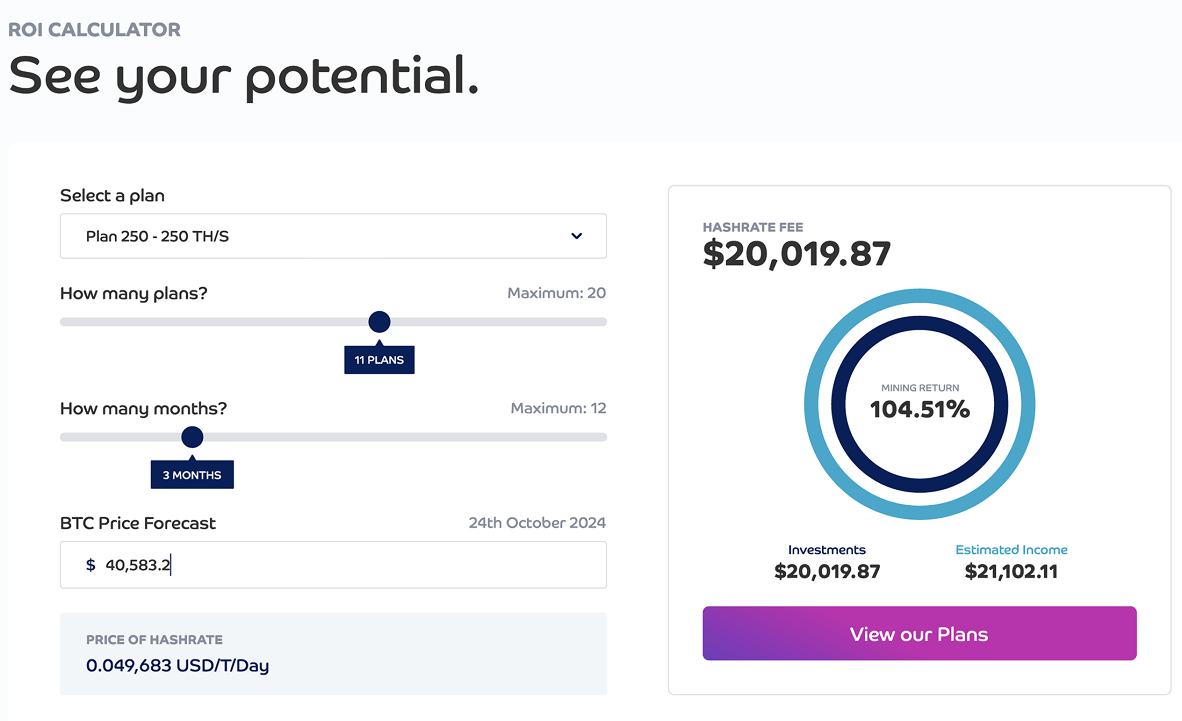 ROI CALCULATOR
See your potential.
Select a plan
Plan 250 - 250 TH/S
How many plans?
Maximum: 20
11 PLANS
How many months?
Maximum: 12
3 MONTHS
BTC Price Forecast
24th October 2024
$ 40,583.2
PRICE OF HASHRATE
0.049,683 USD/T/Day
HASHRATE FEE
$20,019.87
MINING RETURN
104.51%
Investments
$20,019.87
Estimated Income
$21,102.11
View our Plans